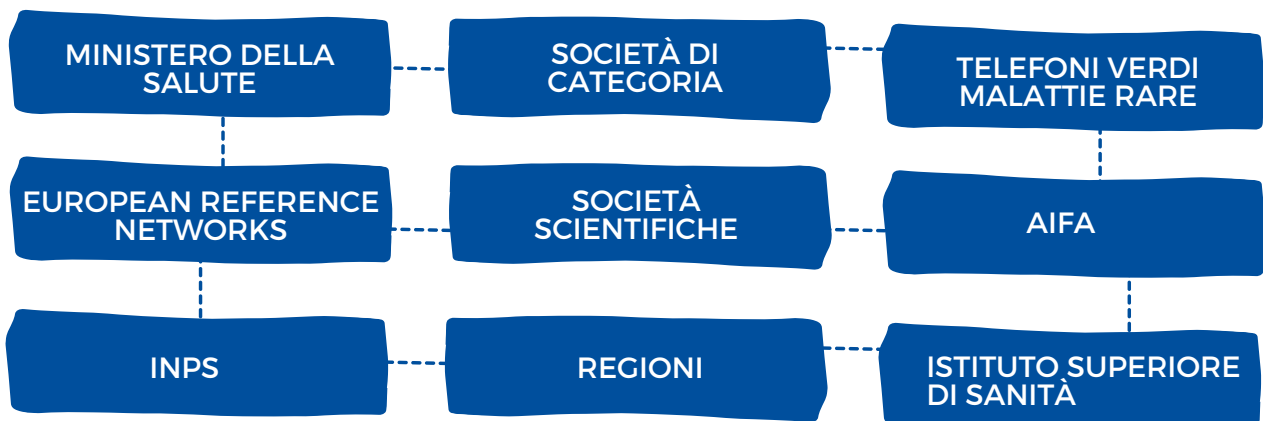 MINISTERO DELLA
SALUTE
SOCIETÀ DI
CATEGORIA
TELEFONI VERDI
MALATTIE RARE
EUROPEAN REFERENCE
NETWORKS
SOCIETÀ
SCIENTIFICHE
AIFA
INPS
REGIONI
ISTITUTO SUPERIORE
DI SANITÀ